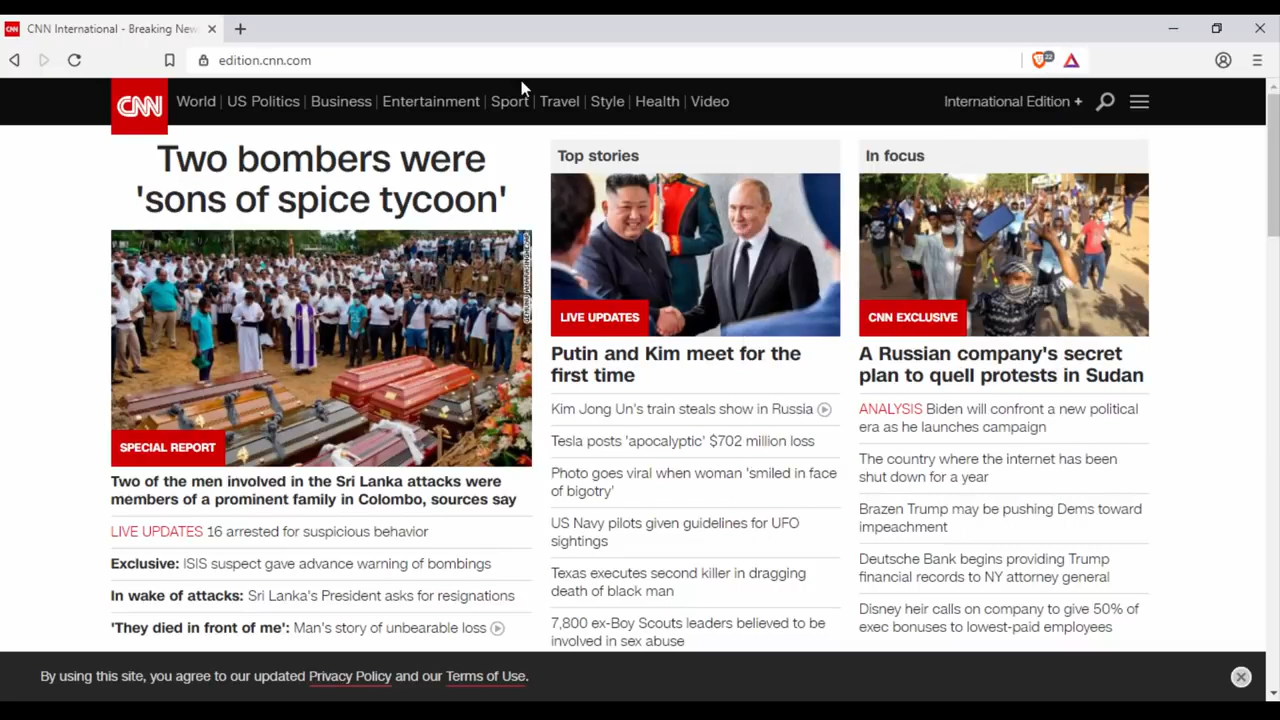 CNN International - Breaking New
edition.cnn.com
22
CNN World US Politics Business Entertainment Sport Travel Style Health Video International Edition +
Two bombers were
'sons of spice tycoon'
SPECIAL REPORT
Two of the men involved in the Sri Lanka attacks were
members of a prominent family in Colombo, sources say
LIVE UPDATES 16 arrested for suspicious behavior
Exclusive: ISIS suspect gave advance warning of bombings
In wake of attacks: Sri Lanka's President asks for resignations
'They died in front of me': Man's story of unbearable loss
Top stories
LIVE UPDATES
Putin and Kim meet for the
first time
Kim Jong Un's train steals show in Russia
Tesla posts 'apocalyptic' $702 million loss
Photo goes viral when woman 'smiled in face
of bigotry'
US Navy pilots given guidelines for UFO
sightings
Texas executes second killer in dragging
death of black man
7,800 ex-Boy Scouts leaders believed to be
involved in sex abuse
In focus
CNN EXCLUSIVE
A Russian company's secret
plan to quell protests in Sudan
ANALYSIS Biden will confront a new political
era as he launches campaign
The country where the internet has been
shut down for a year
Brazen Trump may be pushing Dems toward
impeachment
Deutsche Bank begins providing Trump
financial records to NY attorney general
Disney heir calls on company to give 50% of
exec bonuses to lowest-paid employees
By using this site, you agree to our updated Privacy Policy and our Terms of Use.